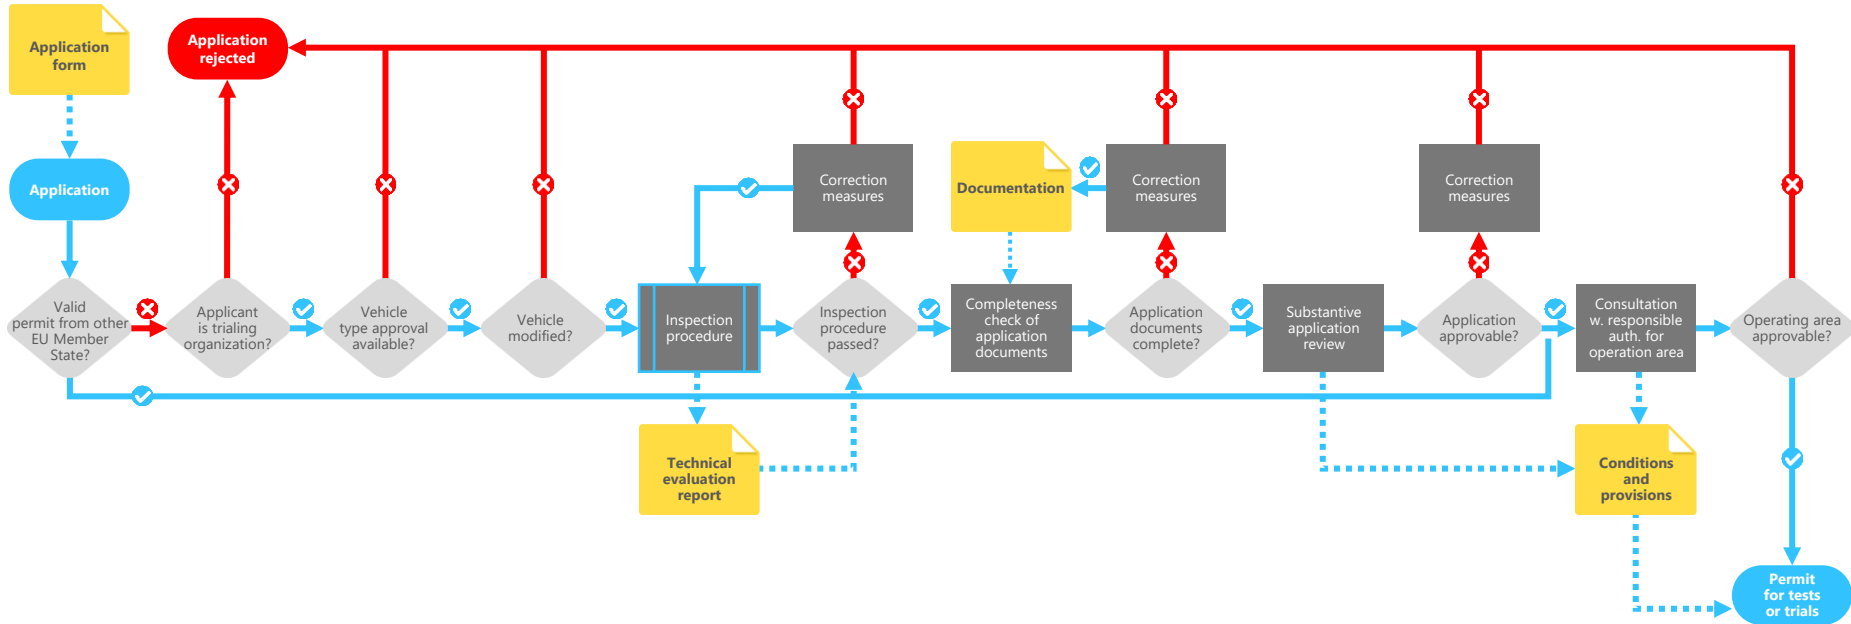 Application
form
Application
rejected
Application
Correction
measures
Documentation
Correction
measures
Correction
measures
Valid
permit from other
EU Member
State?
Applicant
is trialing
organization?
Vehicle
type approval
available?
Vehicle
modified?
Inspection
procedure
Inspection
procedure
passed?
Completeness
check of
application
documents
Application
documents
complete?
Substantive
application
review
Application
approvable?
Consultation
w. responsible
auth. for
operation area
Operating area
approvable?
Technical
evaluation
report
Conditions
and
provisions
Permit
for tests
or trials